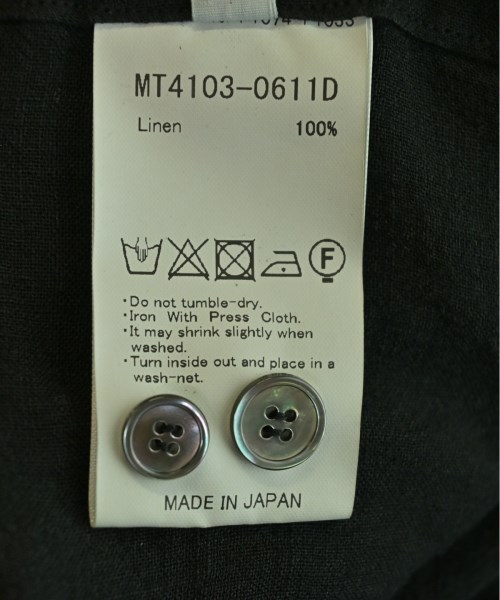 MT4103-0611D
Linen 100%
F
·Do not tumble-dry.
·Iron With Press Cloth.
·It may shrink slightly when
washed.
·Turn inside out and place in a
wash-net.
MADE IN JAPAN